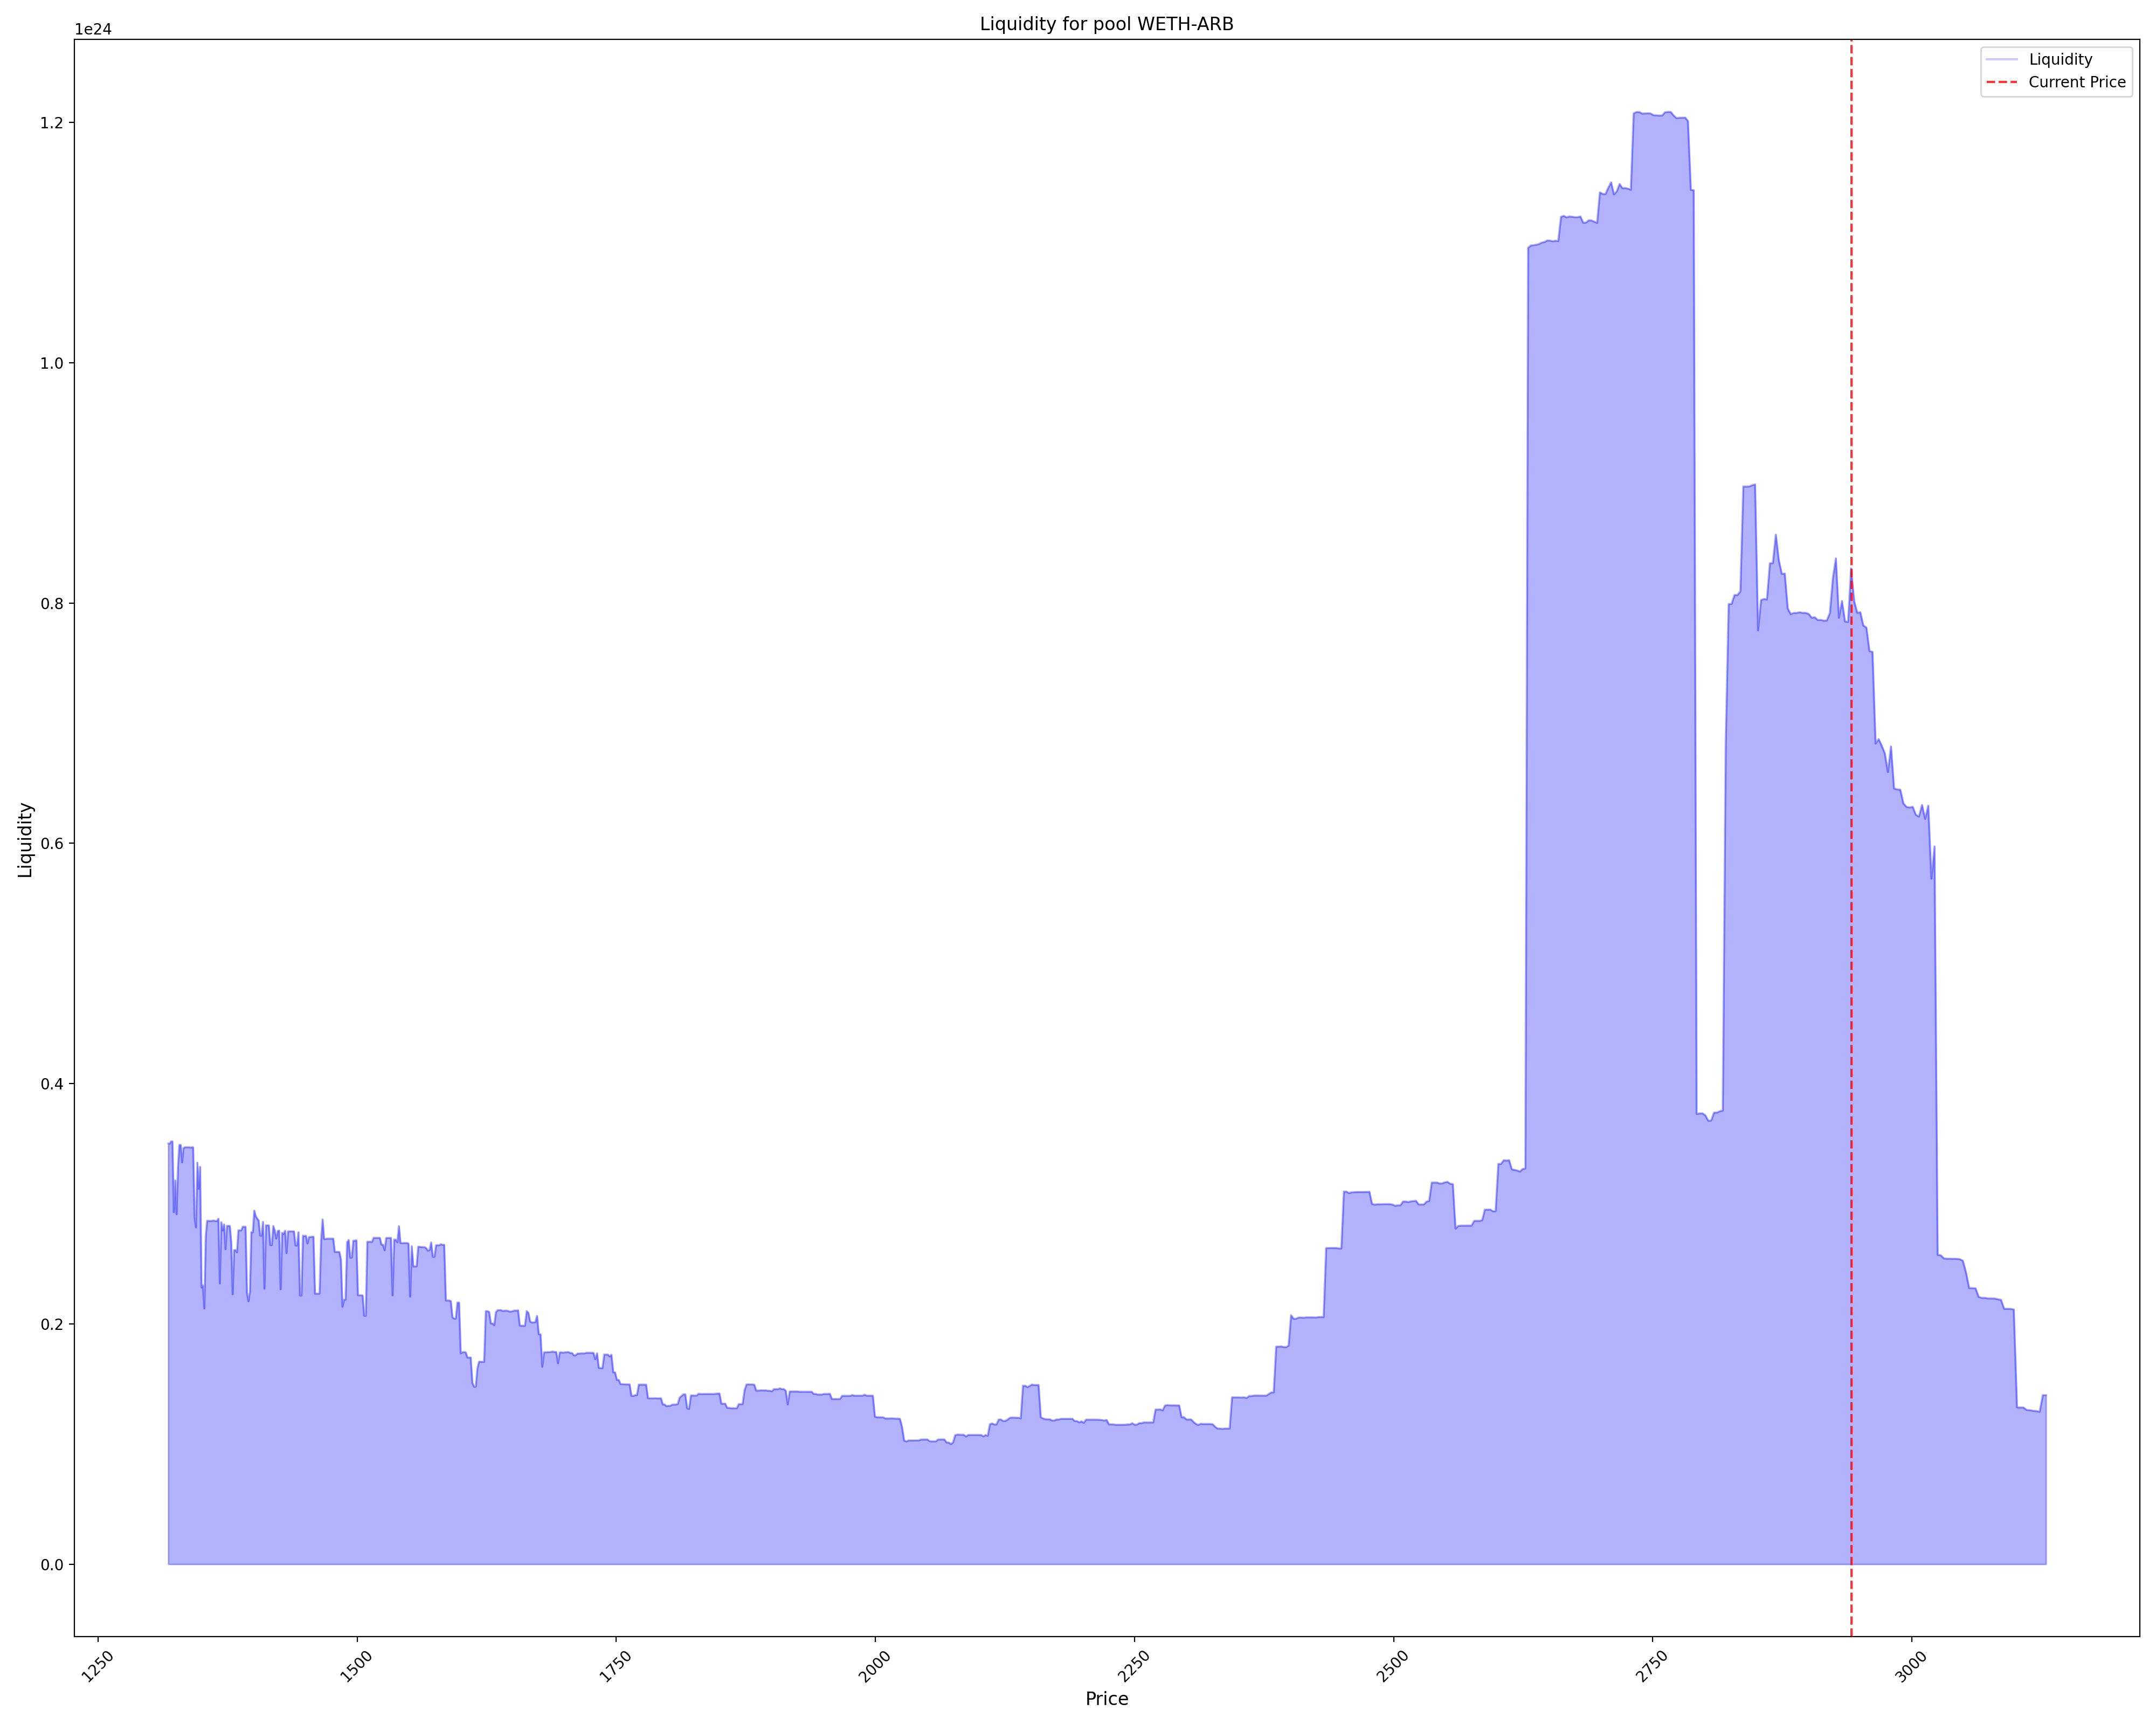 Liquidity for pool WETH-ARB
1e24
Liquidity
Current Price
1.2
1.0
0.8
0.6
0.4
0.2
0.0
Liquidity
1250
1500
1750
2000
2250
2500
2750
3000
Price